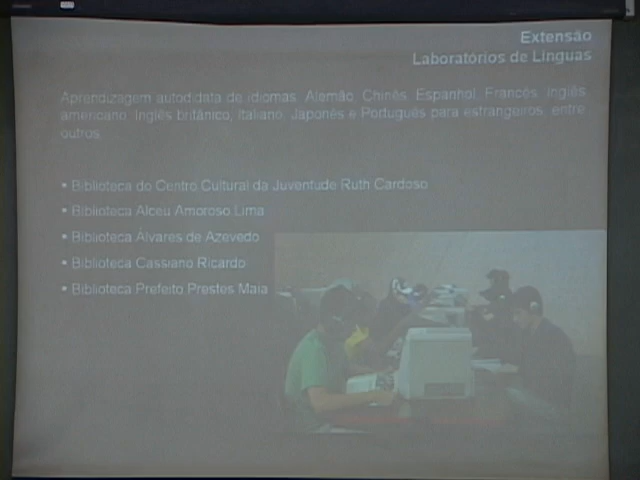 Extensão
Laboratórios de Línguas
Aprendizagem autodidata de idiomas: Alemão, Chinês, Espanhol, Francês, Inglês
americano, Inglês britânico, Italiano, Japonês e Português para estrangeiros, entre
outros.
• Biblioteca do Centro Cultural da Juventude Ruth Cardoso
• Biblioteca Alceu Amoroso Lima
• Biblioteca Álvares de Azevedo
• Biblioteca Cassiano Ricardo
• Biblioteca Prefeito Prestes Maia